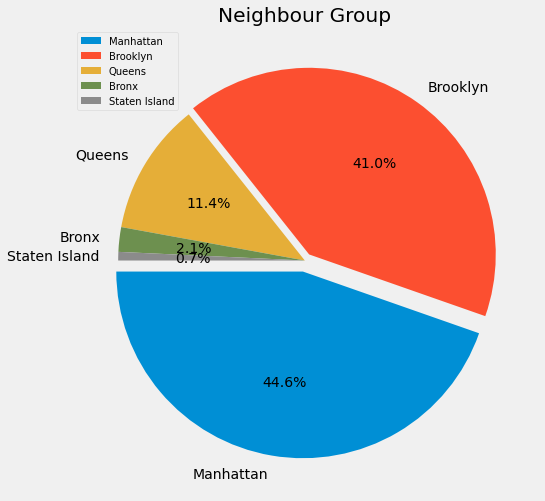 Neighbour Group
Manhattan
Brooklyn
Queens
Bronx
Staten Island
Brooklyn
41.0%
Queens
11.4%
Bronx
2.1%
Staten Island
0.7%
44.6%
Manhattan